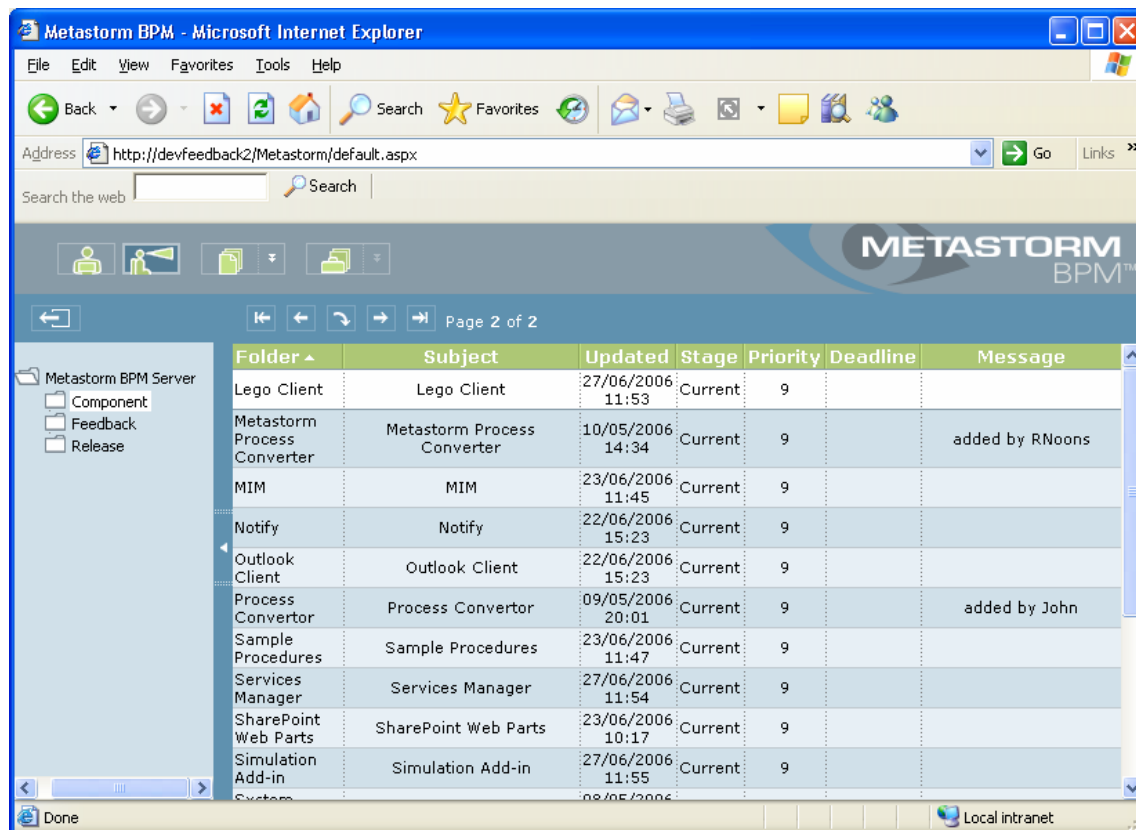 Metastorm BPM - Microsoft Internet Explorer
File Edit View Favorites Tools Help
Back Search Favorites
Address http://devfeedback2/Metastorm/default.aspx Go Links »
Search the web Search
METASTORM
BPM™
Page 2 of 2
Metastorm BPM Server
Component
Feedback
Release
Folder Subject Updated Stage Priority Deadline Message
Lego Client Lego Client 27/06/2006 11:53 Current 9
Metastorm Process Converter Metastorm Process Converter 10/05/2006 14:34 Current 9 added by RNoons
MIM MIM 23/06/2006 11:45 Current 9
Notify Notify 22/06/2006 15:23 Current 9
Outlook Client Outlook Client 22/06/2006 15:23 Current 9
Process Convertor Process Convertor 09/05/2006 20:01 Current 9 added by John
Sample Procedures Sample Procedures 23/06/2006 11:47 Current 9
Services Manager Services Manager 27/06/2006 11:54 Current 9
SharePoint Web Parts SharePoint Web Parts 23/06/2006 10:17 Current 9
Simulation Add-in Simulation Add-in 27/06/2006 11:55 Current 9
Done Local intranet